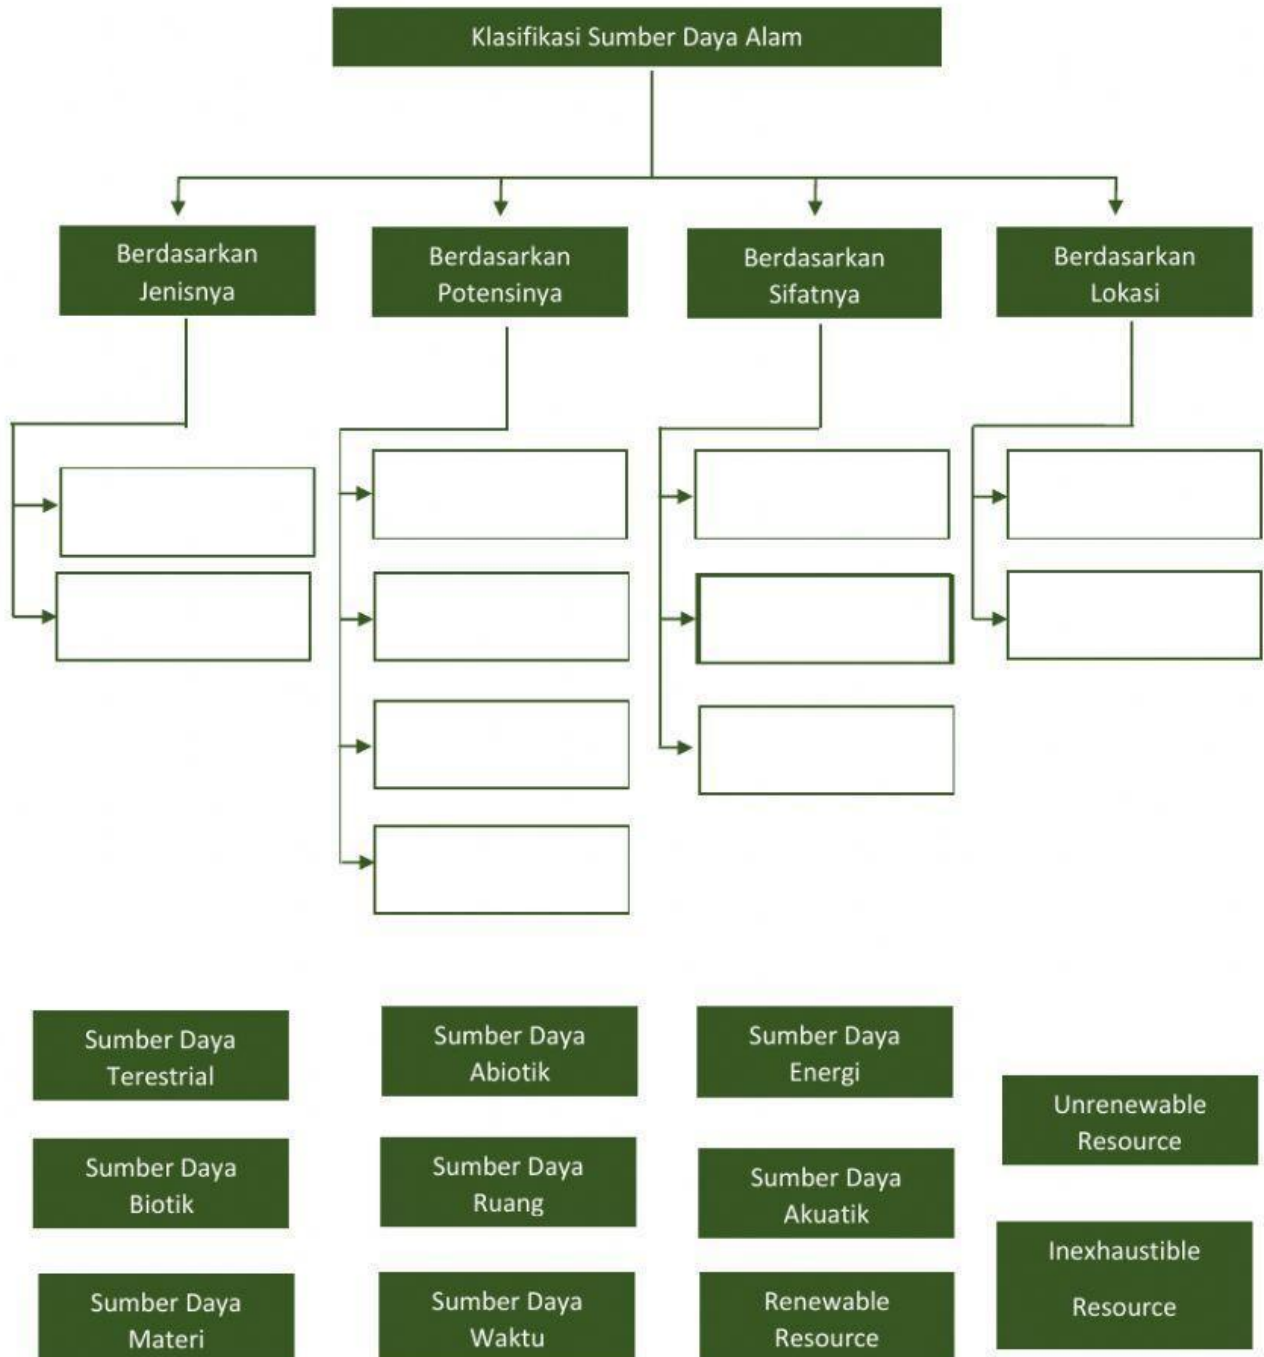 Klasifikasi Sumber Daya Alam
Berdasarkan
Jenisnya
Berdasarkan
Potensinya
Berdasarkan
Sifatnya
Berdasarkan
Lokasi
Sumber Daya
Terestrial
Sumber Daya
Abiotik
Sumber Daya
Energi
Unrenewable
Resource
Sumber Daya
Biotik
Sumber Daya
Ruang
Sumber Daya
Akuatik
Inexhaustible
Resource
Sumber Daya
Materi
Sumber Daya
Waktu
Renewable
Resource